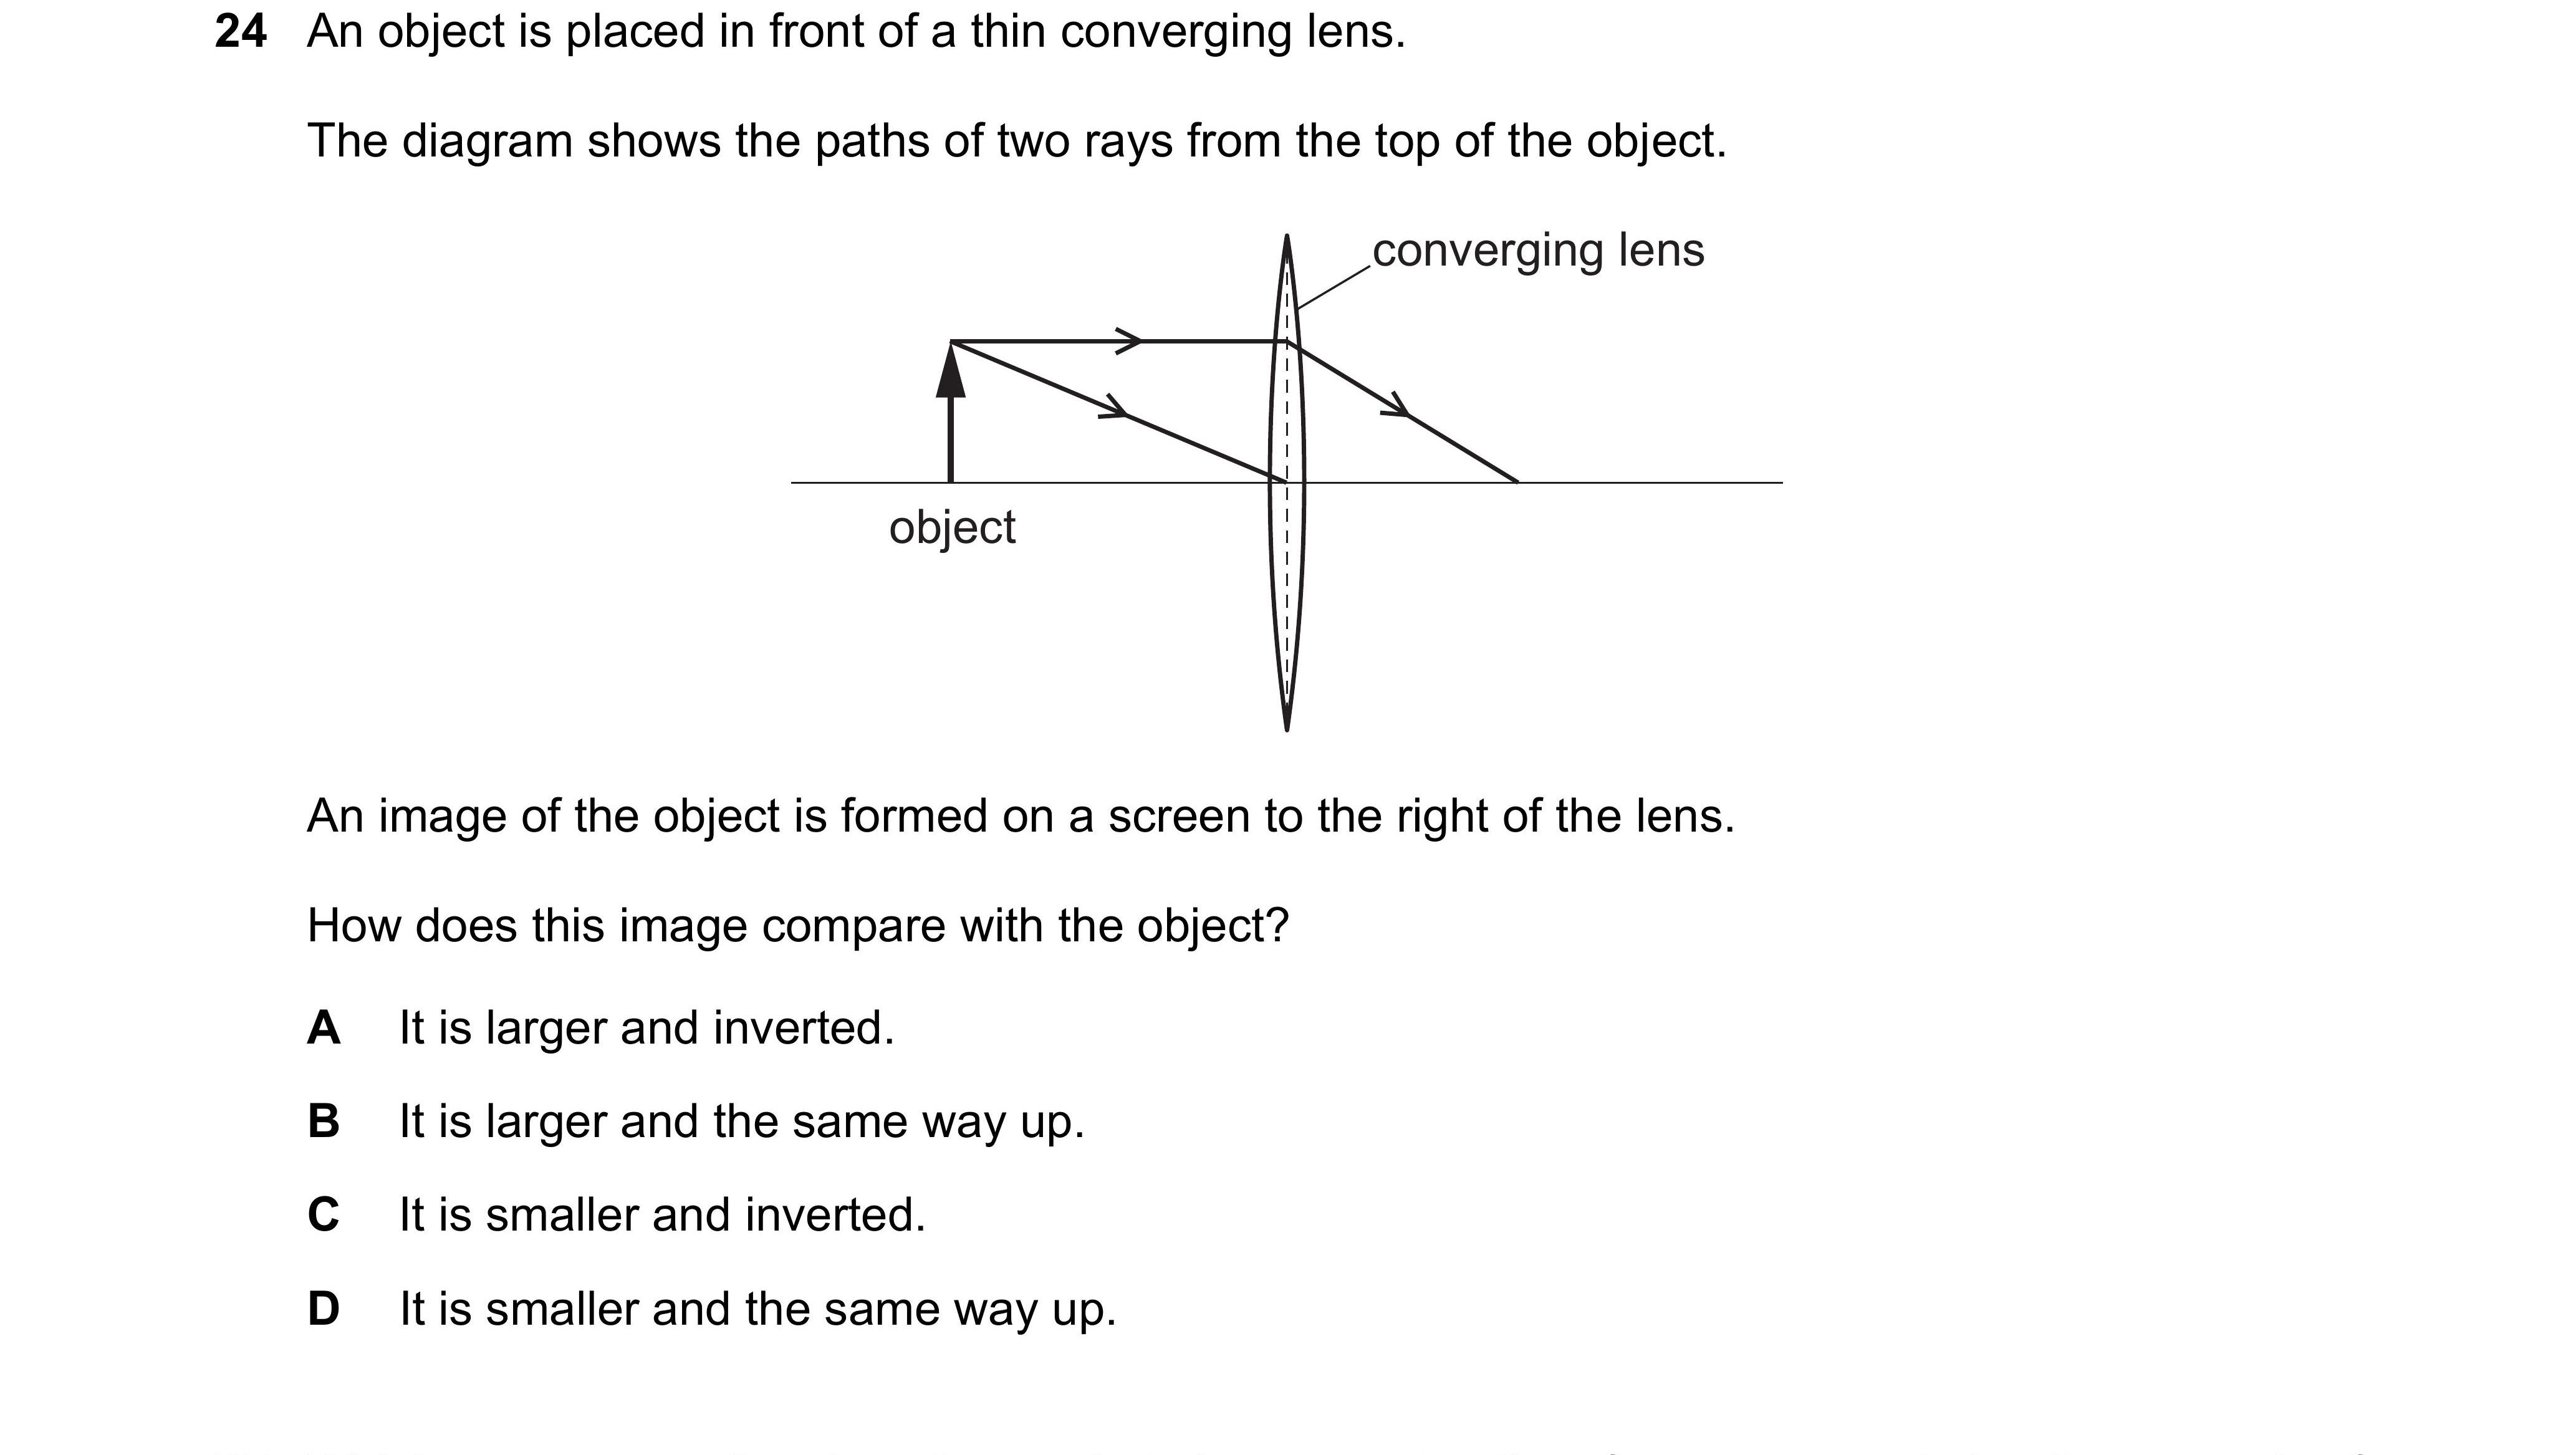 24 An object is placed in front of a thin converging lens.
The diagram shows the paths of two rays from the top of the object.
converging lens
object
An image of the object is formed on a screen to the right of the lens.
How does this image compare with the object?
A It is larger and inverted.
B It is larger and the same way up.
C It is smaller and inverted.
D It is smaller and the same way up.